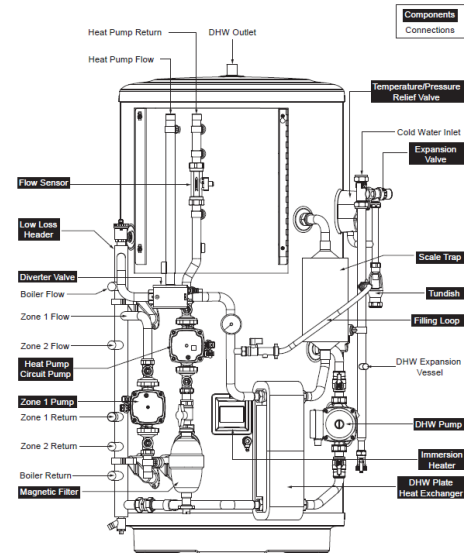 Components
Connections
Heat Pump Return
DHW Outlet
Heat Pump Flow
Temperature/Pressure
Relief Valve
Cold Water Inlet
Expansion
Valve
Flow Sensor
Low Loss
Header
Scale Trap
Diverter Valve
Boiler Flow
Tundish
Zone 1 Flow
Filling Loop
Zone 2 Flow
Heat Pump
Circuit Pump
DHW Expansion
Vessel
Zone 1 Pump
Zone 1 Return
DHW Pump
Zone 2 Return
Immersion
Heater
Boiler Return
Magnetic Filter
DHW Plate
Heat Exchanger